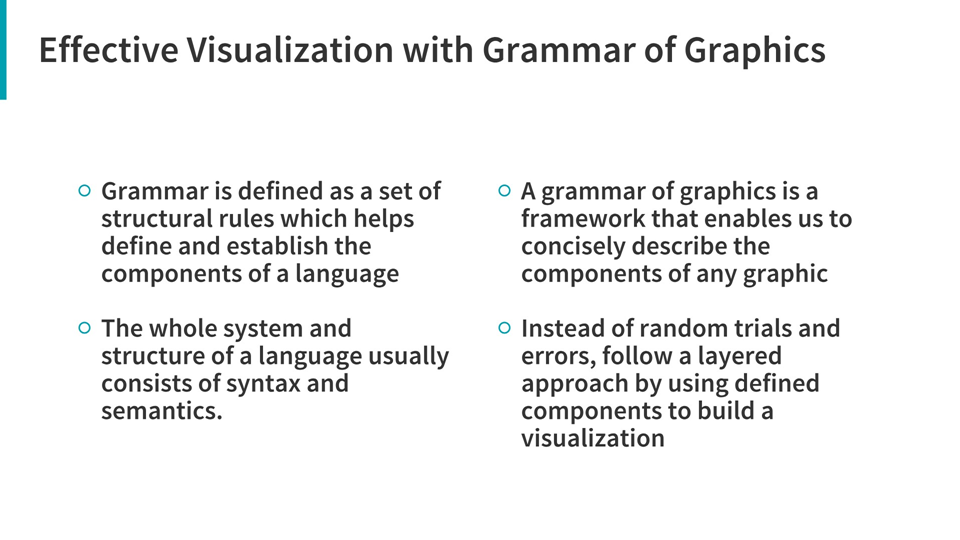 Effective Visualization with Grammar of Graphics
Grammar is defined as a set of
structural rules which helps
define and establish the
components of a language
The whole system and
structure of a language usually
consists of syntax and
semantics.
A grammar of graphics is a
framework that enables us to
concisely describe the
components of any graphic
Instead of random trials and
errors, follow a layered
approach by using defined
components to build a
visualization